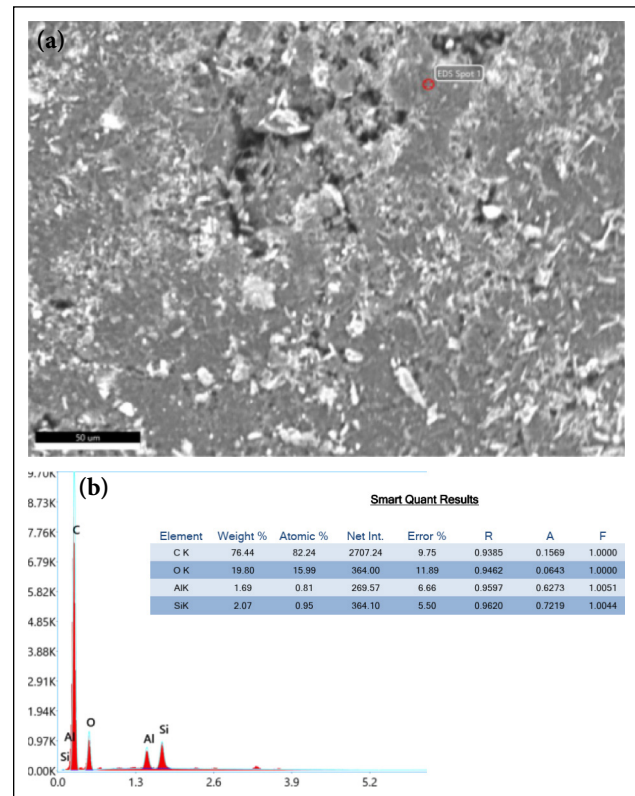 (a)
EDS Spot 1
50 um
(b)
Smart Quant Results
Element Weight % Atomic % Net Int. Error % R A F
C K 76.44 82.24 2707.24 9.75 0.9385 0.1569 1.0000
O K 19.80 15.99 364.00 11.89 0.9462 0.0643 1.0000
AlK 1.69 0.81 269.57 6.66 0.9597 0.6273 1.0051
SiK 2.07 0.95 364.10 5.50 0.9620 0.7219 1.0044
9.70K
8.73K
7.76K
6.79K
5.82K
4.85K
3.88K
2.91K
1.94K
0.97K
0.00K
C
O
Al
Si
Al
Si
0.0 1.3 2.6 3.9 5.2